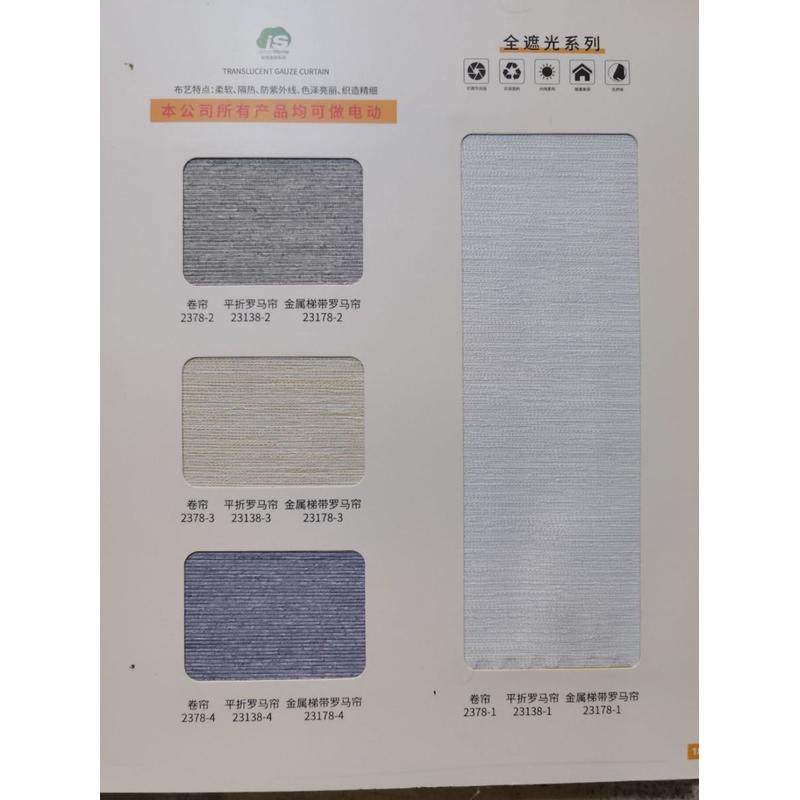 iS
TRANSLUCENT GAUZE CURTAIN
布艺特点:柔软、隔热、防紫外线、色泽亮丽、织造精细
本公司所有产品均可做电动
卷帘 平折罗马帘 金属梯带罗马帘
2378-2 23138-2 23178-2
卷帘 平折罗马帘 金属梯带罗马帘
2378-3 23138-3 23178-3
卷帘 平折罗马帘 金属梯带罗马帘
2378-4 23138-4 23178-4
全遮光系列
卷帘 平折罗马帘 金属梯带罗马帘
2378-1 23138-1 23178-1